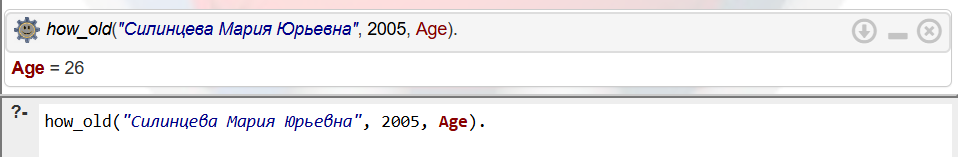 how_old("Силинцева Мария Юрьевна", 2005, Age).
Age = 26
?- how_old("Силинцева Мария Юрьевна", 2005, Age).